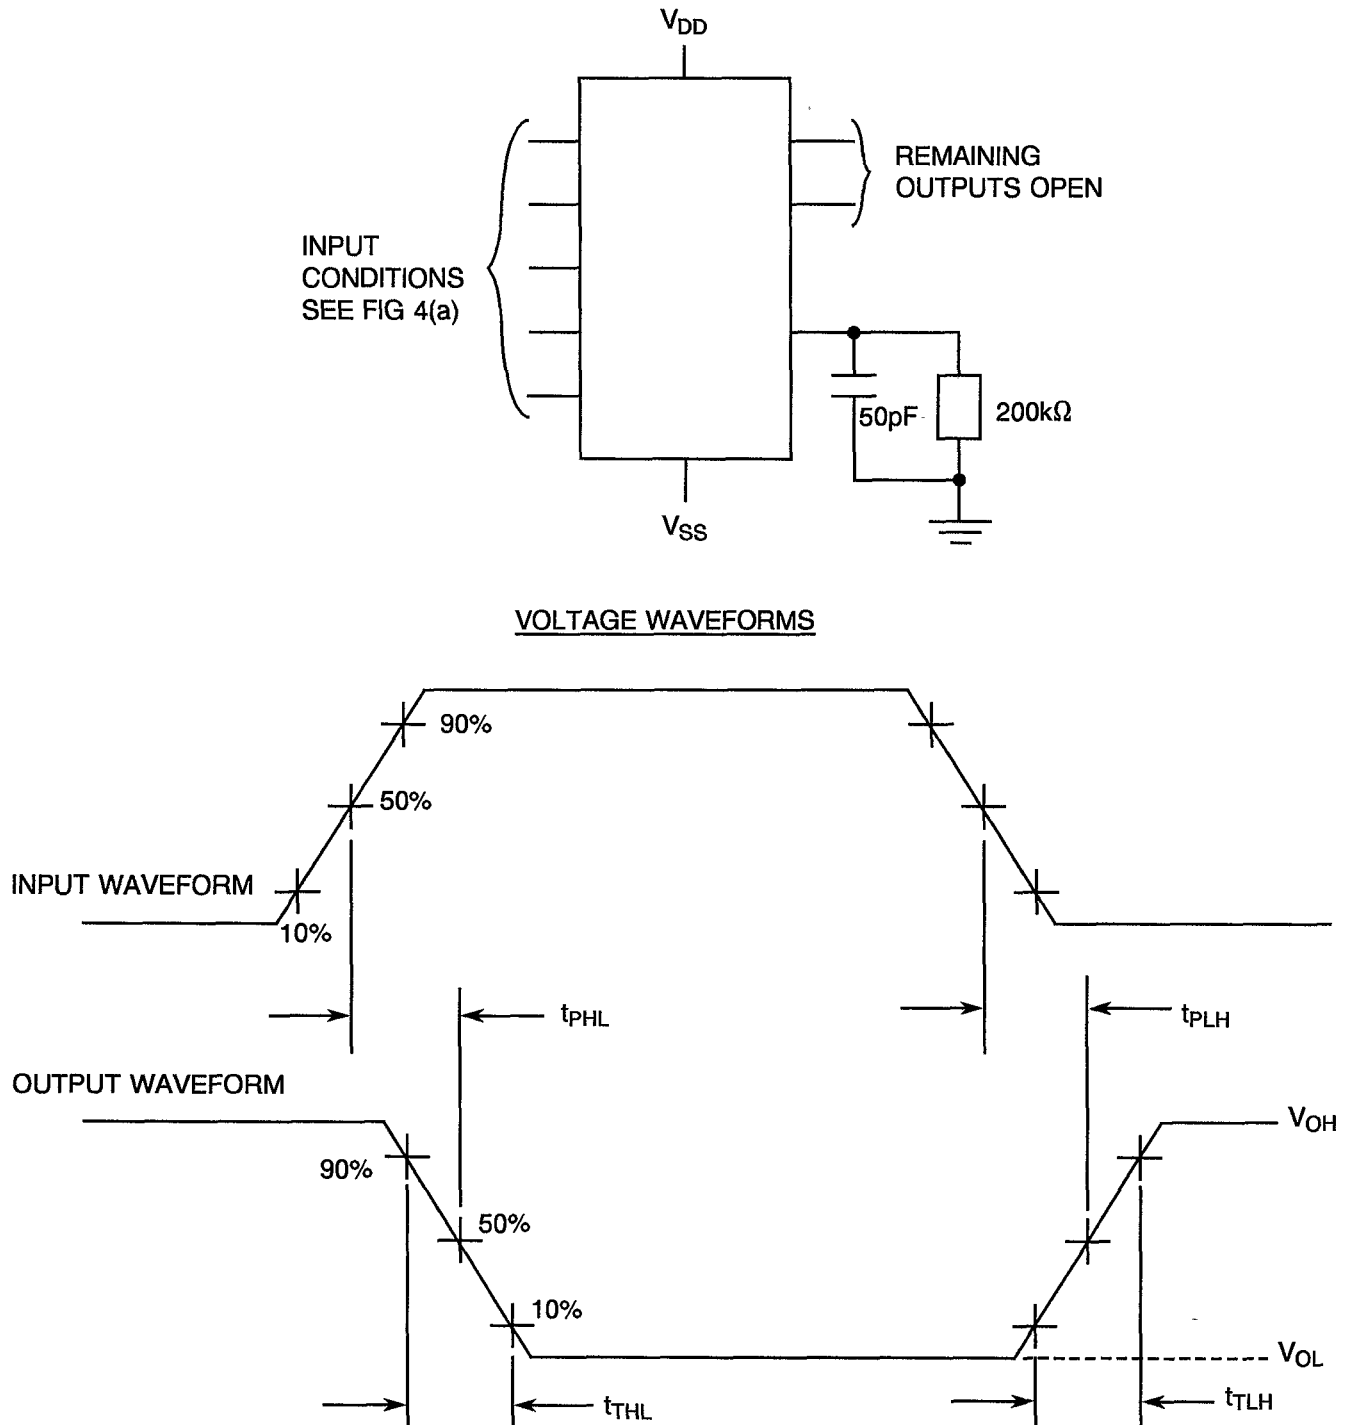 VDD
REMAINING
OUTPUTS OPEN
INPUT
CONDITIONS
SEE FIG 4(a)
50pF
200kΩ
VSS
VOLTAGE WAVEFORMS
90%
50%
INPUT WAVEFORM
10%
tPHL
tPLH
OUTPUT WAVEFORM
VOH
90%
50%
10%
VOL
tTHL
tTLH